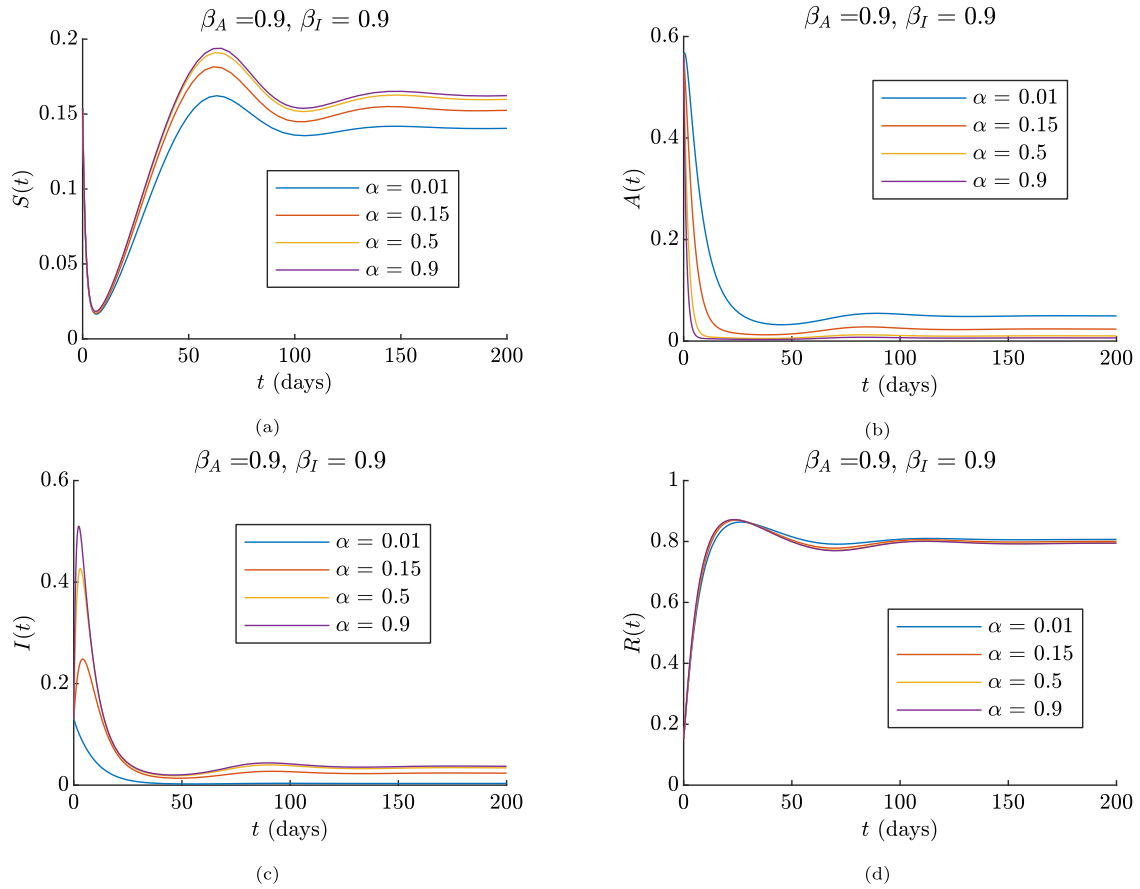 β_A =0.9, β_I = 0.9
0.2
0.15
0.1
0.05
0
S(t)
α = 0.01
α = 0.15
α = 0.5
α = 0.9
0 50 100 150 200
t (days)
(a)
β_A =0.9, β_I = 0.9
0.6
0.4
0.2
0
A(t)
α = 0.01
α = 0.15
α = 0.5
α = 0.9
0 50 100 150 200
t (days)
(b)
β_A =0.9, β_I = 0.9
0.6
0.4
0.2
0
I(t)
α = 0.01
α = 0.15
α = 0.5
α = 0.9
0 50 100 150 200
t (days)
(c)
β_A =0.9, β_I = 0.9
1
0.8
0.6
0.4
0.2
0
R(t)
α = 0.01
α = 0.15
α = 0.5
α = 0.9
0 50 100 150 200
t (days)
(d)